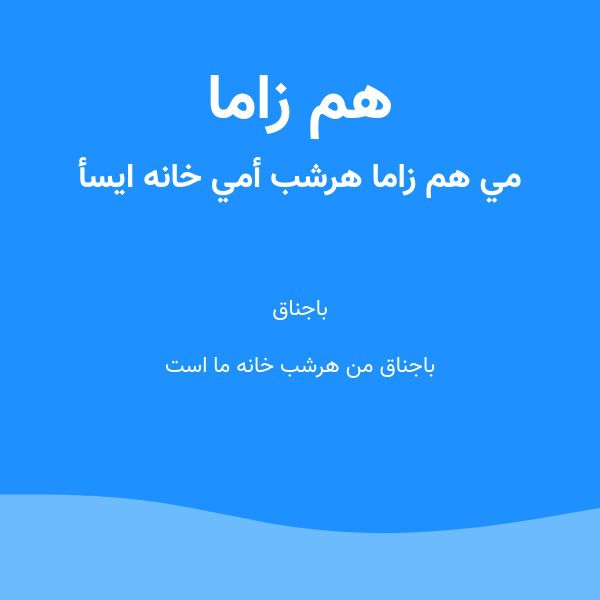 هم زاما
مي هم زاما هرشب أمي خانه ايسأ
باجناق
باجناق من هرشب خانه ما است